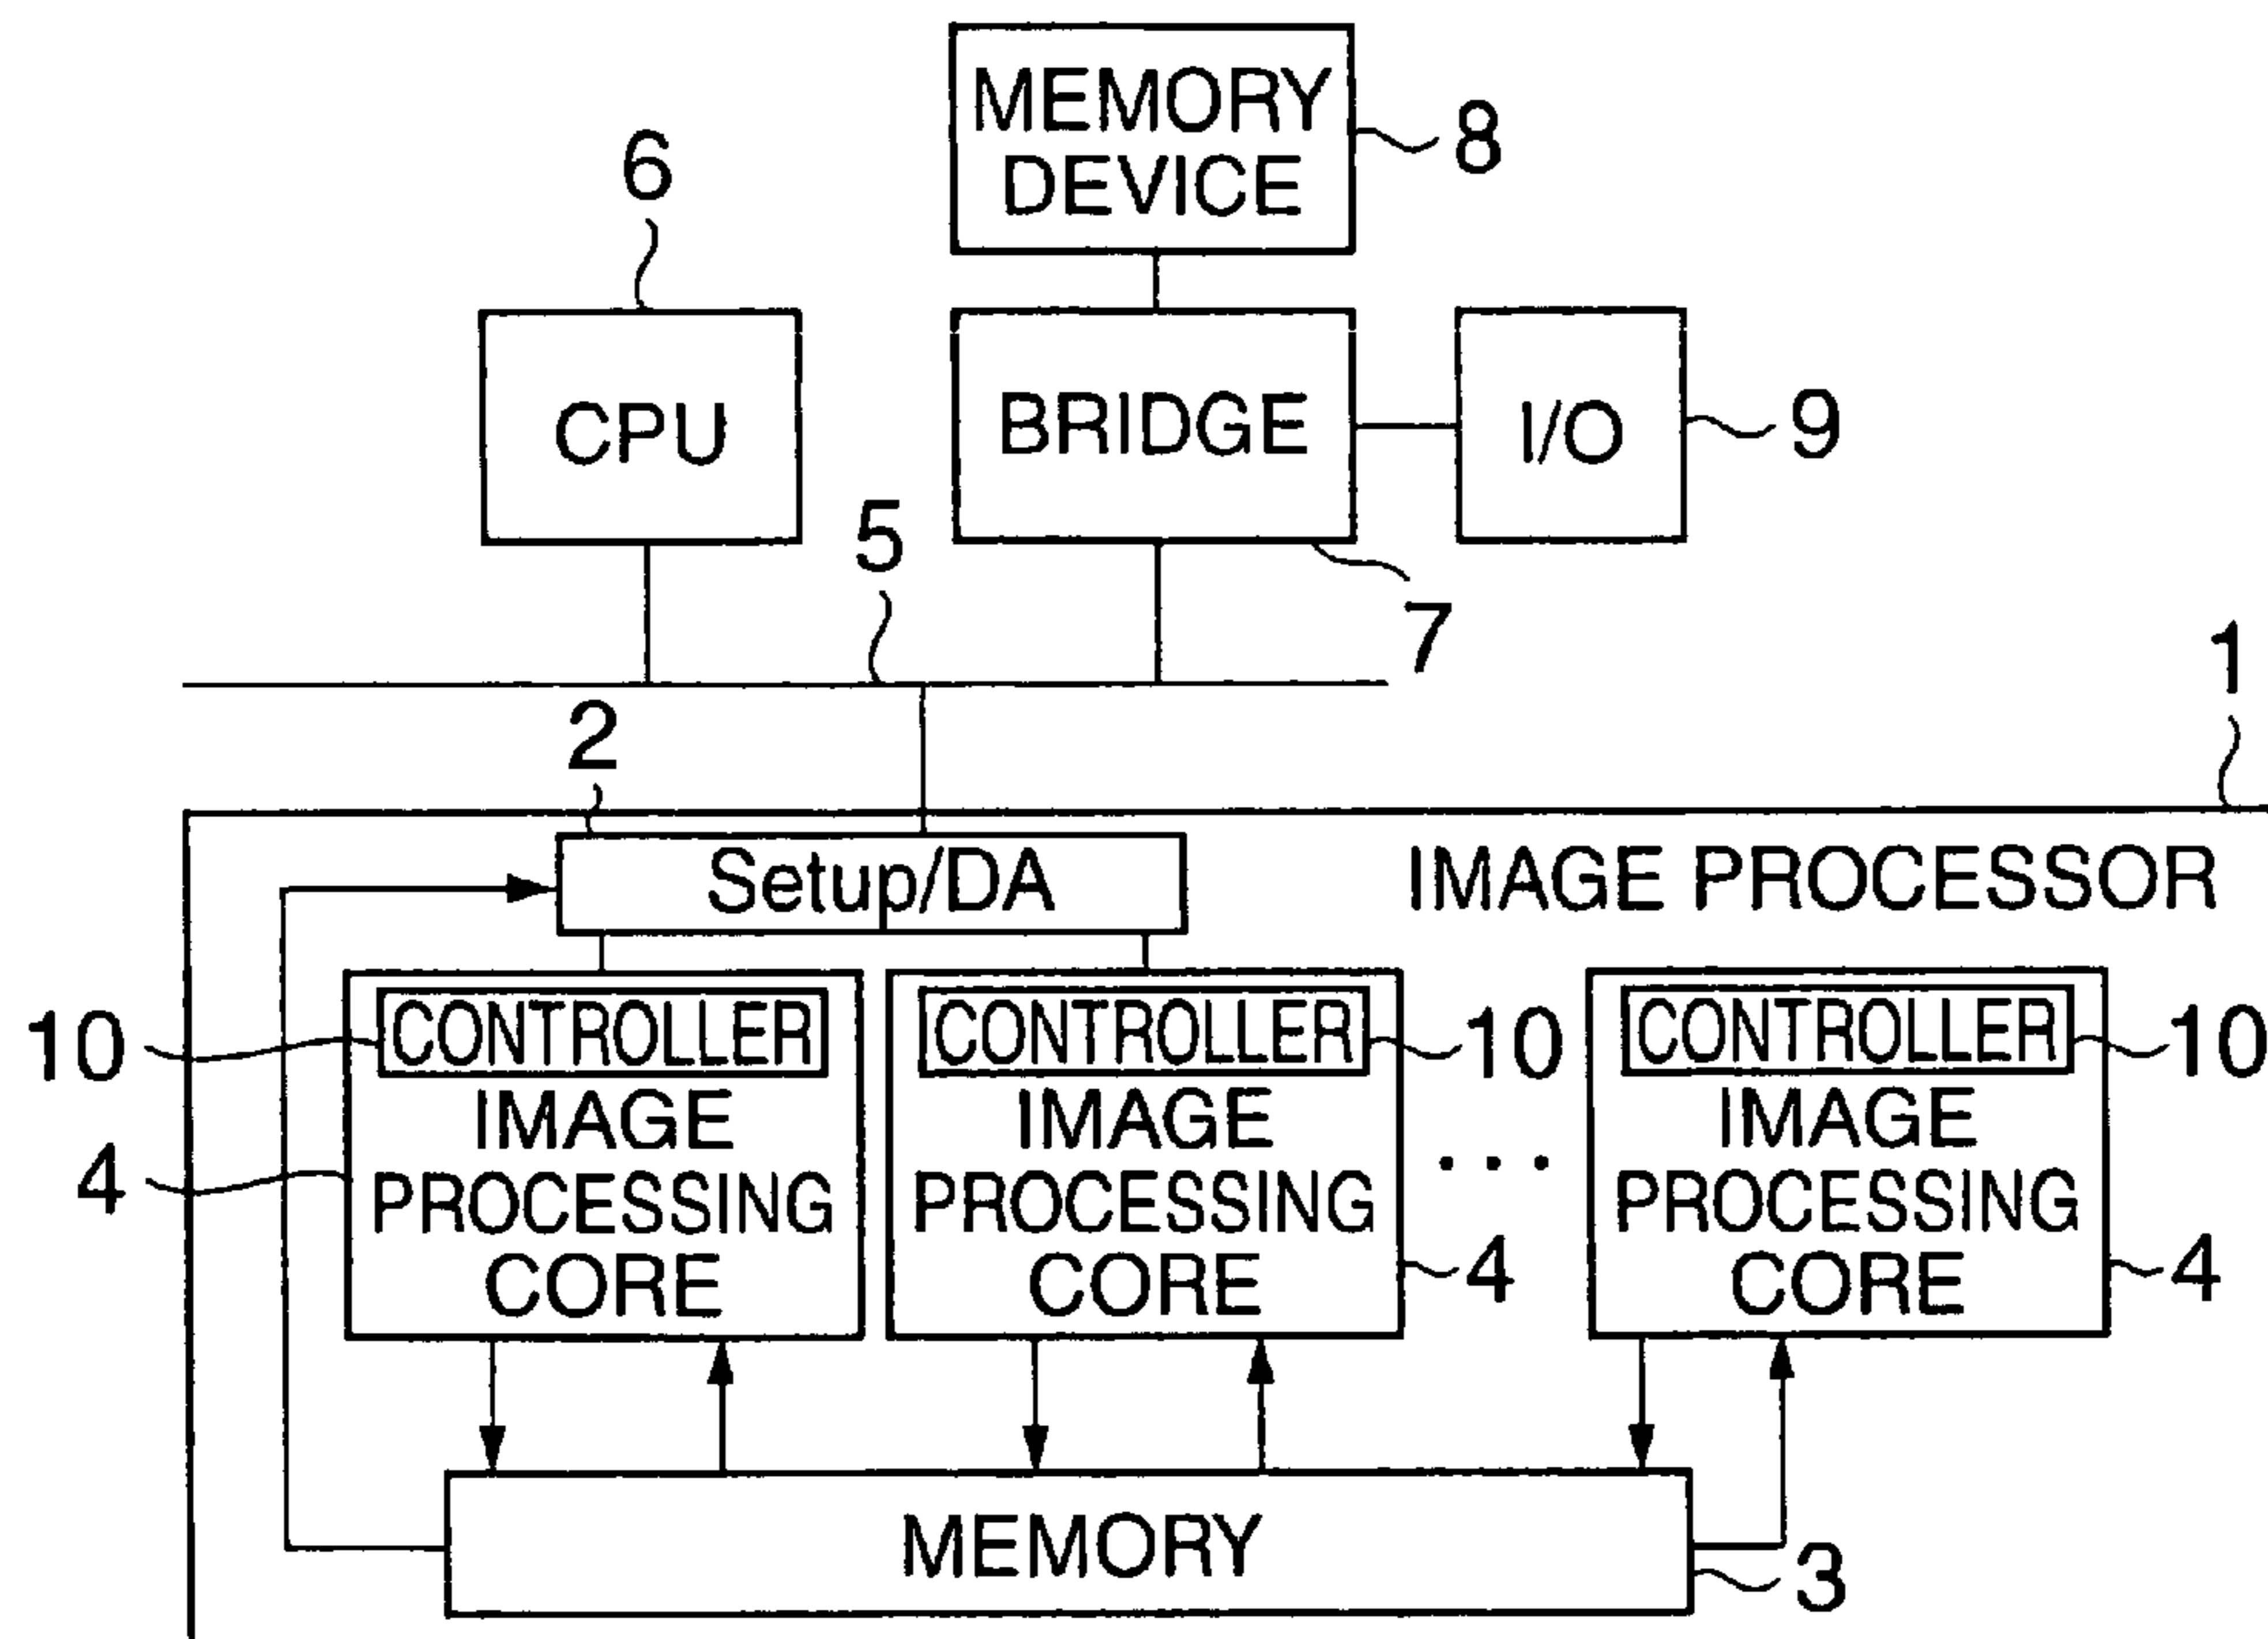 MEMORY
DEVICE
8
6
CPU
BRIDGE
I/O
9
5
7
1
2
Setup/DA
IMAGE PROCESSOR
CONTROLLER
CONTROLLER
CONTROLLER
10
10
10
IMAGE
PROCESSING
CORE
IMAGE
PROCESSING
CORE
...
IMAGE
PROCESSING
CORE
4
4
4
MEMORY
3